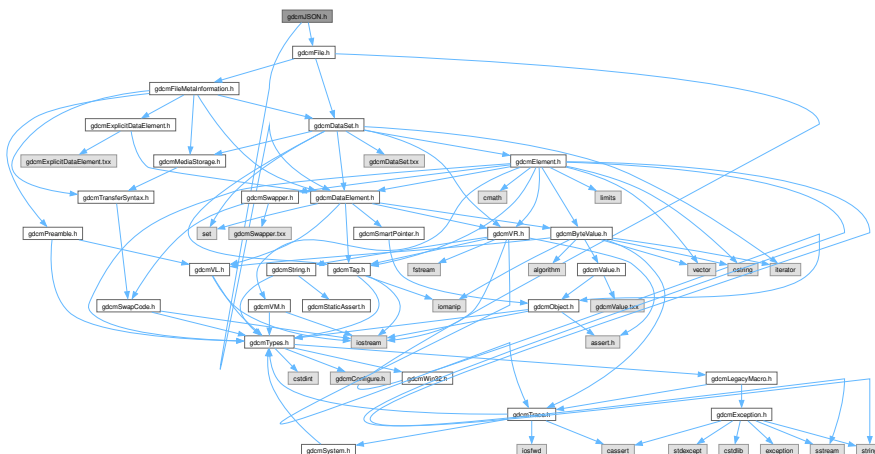 gdcmJSON.h
gdcmFile.h
gdcmFileMetaInformation.h
gdcmExplicitDataElement.h
gdcmDataSet.h
gdcmExplicitDataElement.txx
gdcmMediaStorage.h
gdcmDataSet.txx
gdcmElement.h
gdcmTransferSyntax.h
gdcmSwapper.h
gdcmDataElement.h
cmath
limits
gdcmPreamble.h
set
gdcmSwapper.txx
gdcmSmartPointer.h
gdcmVR.h
gdcmByteValue.h
gdcmVL.h
gdcmString.h
gdcmTag.h
fstream
algorithm
gdcmValue.h
vector
cstring
iterator
gdcmSwapCode.h
gdcmVM.h
gdcmStaticAssert.h
iomanip
gdcmObject.h
gdcmValue.txx
gdcmTypes.h
iostream
assert.h
cstdint
gdcmConfigure.h
gdcmWin32.h
gdcmLegacyMacro.h
gdcmTrace.h
gdcmException.h
gdcmSystem.h
iosfwd
cassert
stdexcept
cstdlib
exception
sstream
string